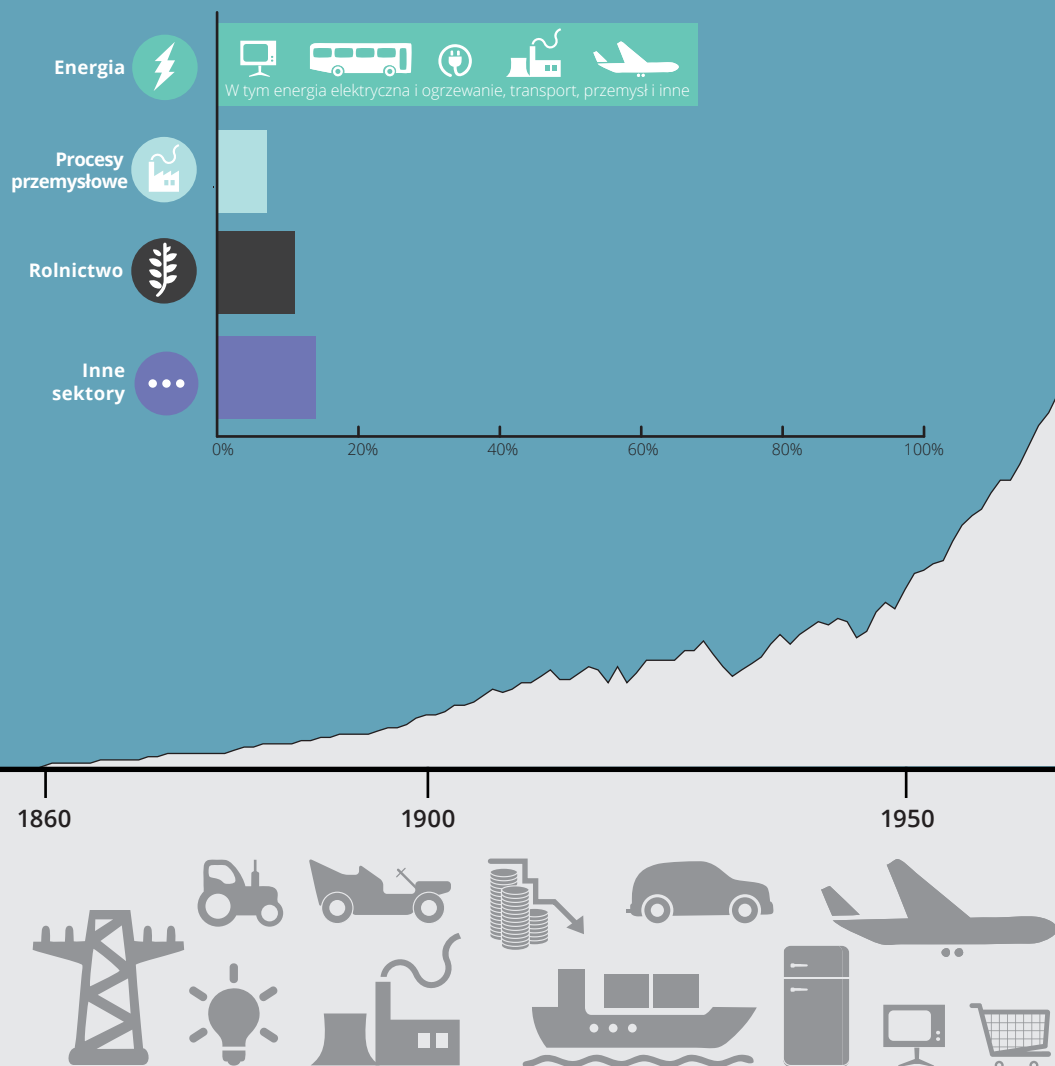 Energia
W tym energia elektryczna i ogrzewanie, transport, przemysł i inne
Procesy
przemysłowe
Rolnictwo
Inne
sektory
0% 20% 40% 60% 80% 100%
1860 1900 1950